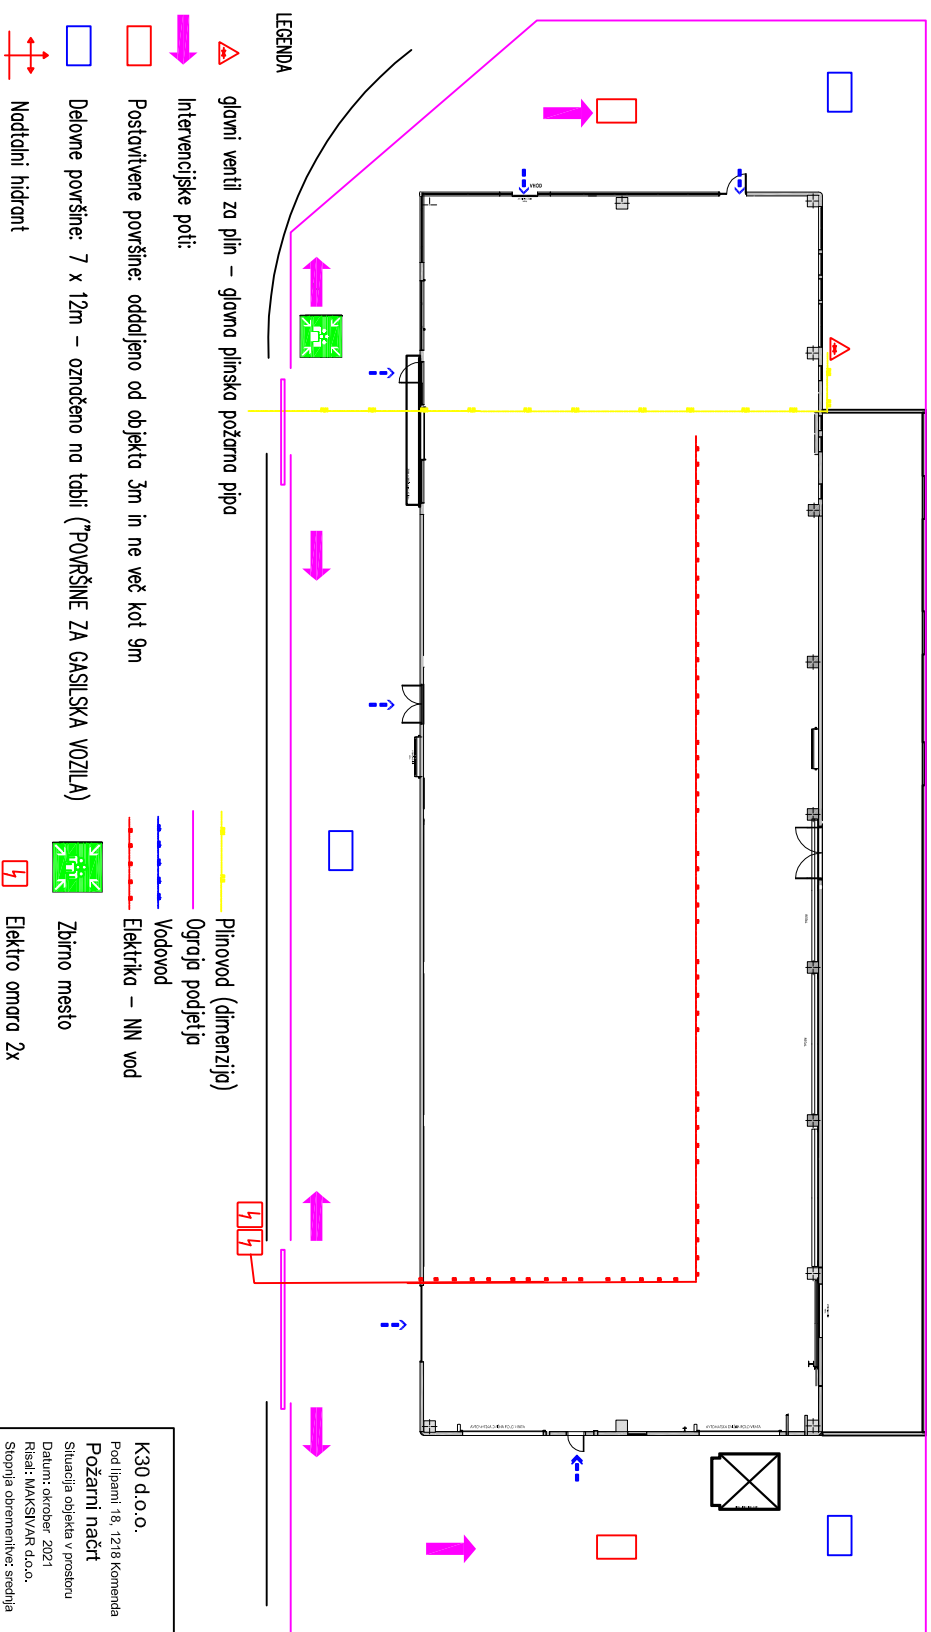 LEGENDA
glavni ventil za plin – glavna plinska požarna pipa
Intervencijske poti:
Postavitvene površine: oddaljeno od objekta 3m in ne več kot 9m
Delovne površine: 7 x 12m – označeno na tabli ("POVRŠINE ZA GASILSKA VOZILA)
Nadtalni hidrant
Plinovod (dimenzija)
Ograja podjetja
Vodovod
Elektrika – NN vod
Zbirno mesto
Elektro omara 2x
VHOD
K30 d.o.o.
Pod lipami 18, 1218 Komenda
Požarni načrt
Situacija objekta v prostoru
Datum: okrober 2021
Risal: MAKSIVAR d.o.o.
Stopnja obremenitve: srednja